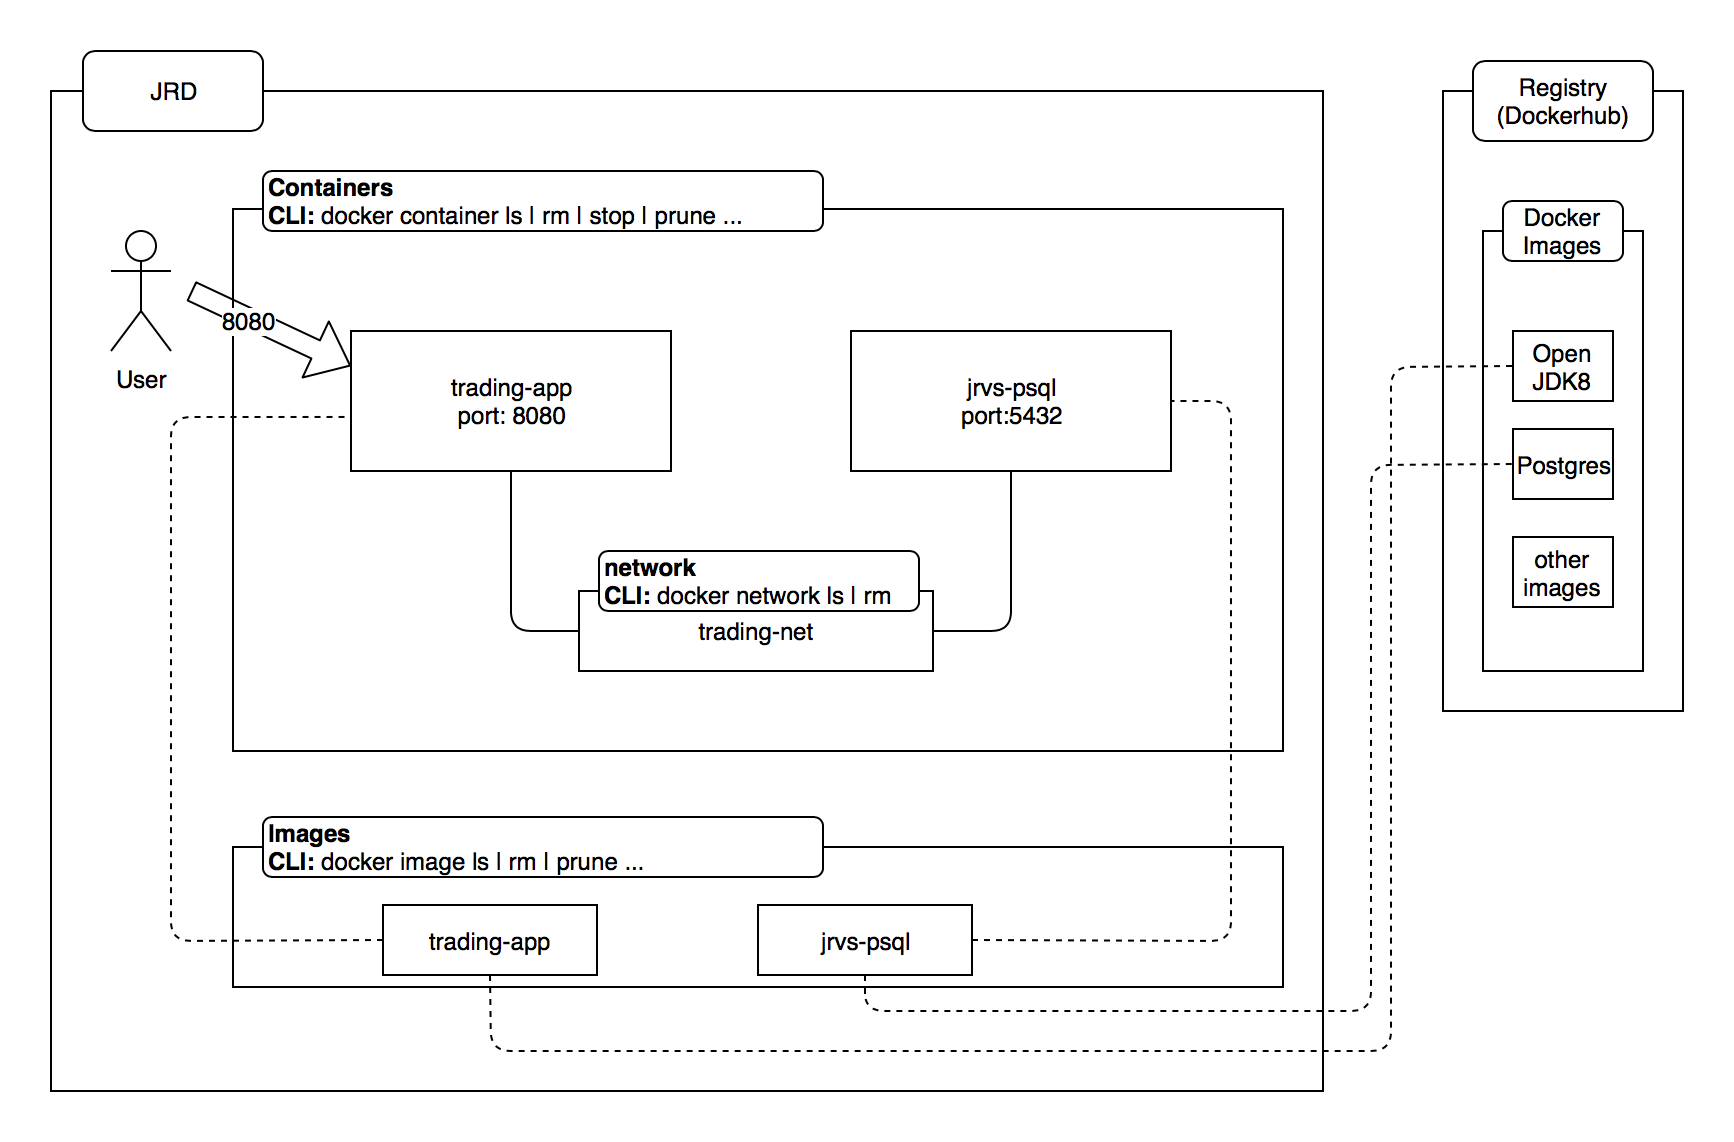 JRD
Registry
(Dockerhub)
Containers
CLI: docker container ls | rm | stop | prune ...
Docker
Images
8080
User
trading-app
port: 8080
jrvs-psql
port:5432
Open
JDK8
Postgres
other
images
network
CLI: docker network ls | rm
trading-net
Images
CLI: docker image ls | rm | prune ...
trading-app
jrvs-psql